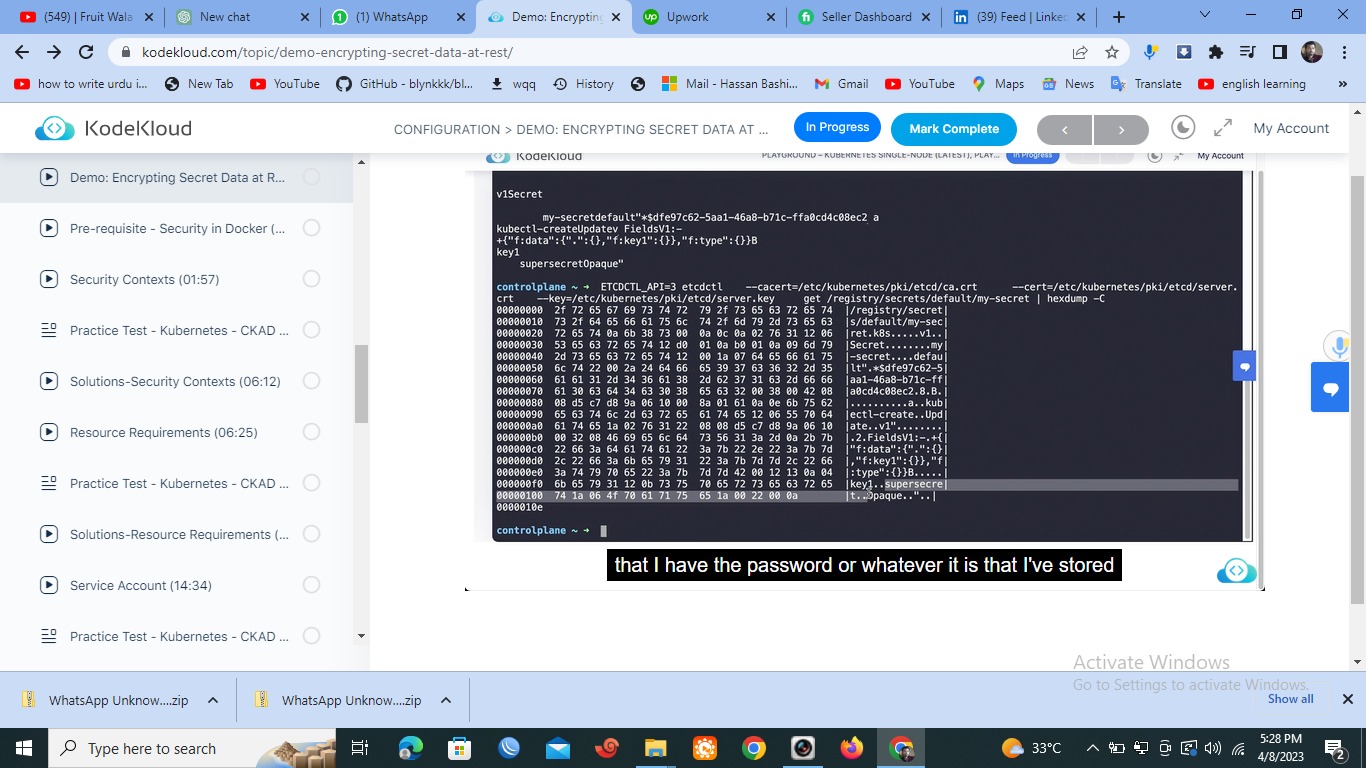 (549) | Fruit Wala
New chat
(1) WhatsApp
Demo: Encrypting
Upwork
Seller Dashboard
(39) Feed | Linke
kodekloud.com/topic/demo-encrypting-secret-data-at-rest/
how to write urdu i...
New Tab
YouTube
GitHub - blynkkk/bl...
wqq
History
Mail - Hassan Bashi...
Gmail
YouTube
Maps
News
Translate
english learning
KodeKloud
CONFIGURATION > DEMO: ENCRYPTING SECRET DATA AT ...
In Progress
Mark Complete
My Account
Demo: Encrypting Secret Data at R...
Pre-requisite - Security in Docker (...
Security Contexts (01:57)
Practice Test - Kubernetes - CKAD ...
Solutions-Security Contexts (06:12)
Resource Requirements (06:25)
Practice Test - Kubernetes - CKAD ...
Solutions-Resource Requirements (...
Service Account (14:34)
Practice Test - Kubernetes - CKAD ...
KodeKloud
PLAYGROUND – KUBERNETES SINGLE-NODE (LATEST), PLAY...
In Progress
My Account
v1Secret
my-secretdefault"*$dfe97c62-5aa1-46a8-b71c-ffa0cd4c08ec2 a
kubectl-createUpdatev FieldsV1:-
+{"f:data":{".":{},"f:key1":{}},"f:type":{}}B
key1
supersecretOpaque"
controlplane ~ → ETCDCTL_API=3 etcdctl --cacert=/etc/kubernetes/pki/etcd/ca.crt --cert=/etc/kubernetes/pki/etcd/server.
crt --key=/etc/kubernetes/pki/etcd/server.key get /registry/secrets/default/my-secret | hexdump -C
00000000 2f 72 65 67 69 73 74 72 79 2f 73 65 63 72 65 74 |/registry/secret|
00000010 73 2f 64 65 66 61 75 6c 74 2f 6d 79 2d 73 65 63 |s/default/my-sec|
00000020 72 65 74 0a 6b 38 73 00 0a 0c 0a 02 76 31 12 06 |ret.k8s.....v1..|
00000030 53 65 63 72 65 74 12 d0 01 0a b0 01 0a 09 6d 79 |Secret........my|
00000040 2d 73 65 63 72 65 74 12 00 1a 07 64 65 66 61 75 |-secret....defau|
00000050 6c 74 22 00 2a 24 64 66 65 39 37 63 36 32 2d 35 |lt".*$dfe97c62-5|
00000060 61 61 31 2d 34 36 61 38 2d 62 37 31 63 2d 66 66 |aa1-46a8-b71c-ff|
00000070 61 30 63 64 34 63 30 38 65 63 32 00 38 00 42 08 |a0cd4c08ec2.8.B.|
00000080 08 d5 c7 d8 9a 06 10 00 8a 01 61 0a 0e 6b 75 62 |..........a..kub|
00000090 65 63 74 6c 2d 63 72 65 61 74 65 12 06 55 70 64 |ectl-create..Upd|
000000a0 61 74 65 1a 02 76 31 22 08 08 d5 c7 d8 9a 06 10 |ate..v1"........|
000000b0 00 32 08 46 69 65 6c 64 73 56 31 3a 2d 0a 2b 7b |.2.FieldsV1:-.+{|
000000c0 22 66 3a 64 61 74 61 22 3a 7b 22 2e 22 3a 7b 7d |"f:data":{".":{}|
000000d0 2c 22 66 3a 6b 65 79 31 22 3a 7b 7d 7d 2c 22 66 |,"f:key1":{}},"f|
000000e0 3a 74 79 70 65 22 3a 7b 7d 7d 42 00 12 13 0a 04 |:type":{}}B.....|
000000f0 6b 65 79 31 12 0b 73 75 70 65 72 73 65 63 72 65 |key1..supersecre|
00000100 74 1a 06 4f 70 61 71 75 65 1a 00 22 00 0a |t..Opaque.."..|
0000010e
controlplane ~ →
that I have the password or whatever it is that I've stored
Activate Windows
Go to Settings to activate Windows.
WhatsApp Unknow....zip
WhatsApp Unknow....zip
Show all
Type here to search
33°C
5:28 PM
4/8/2023
2